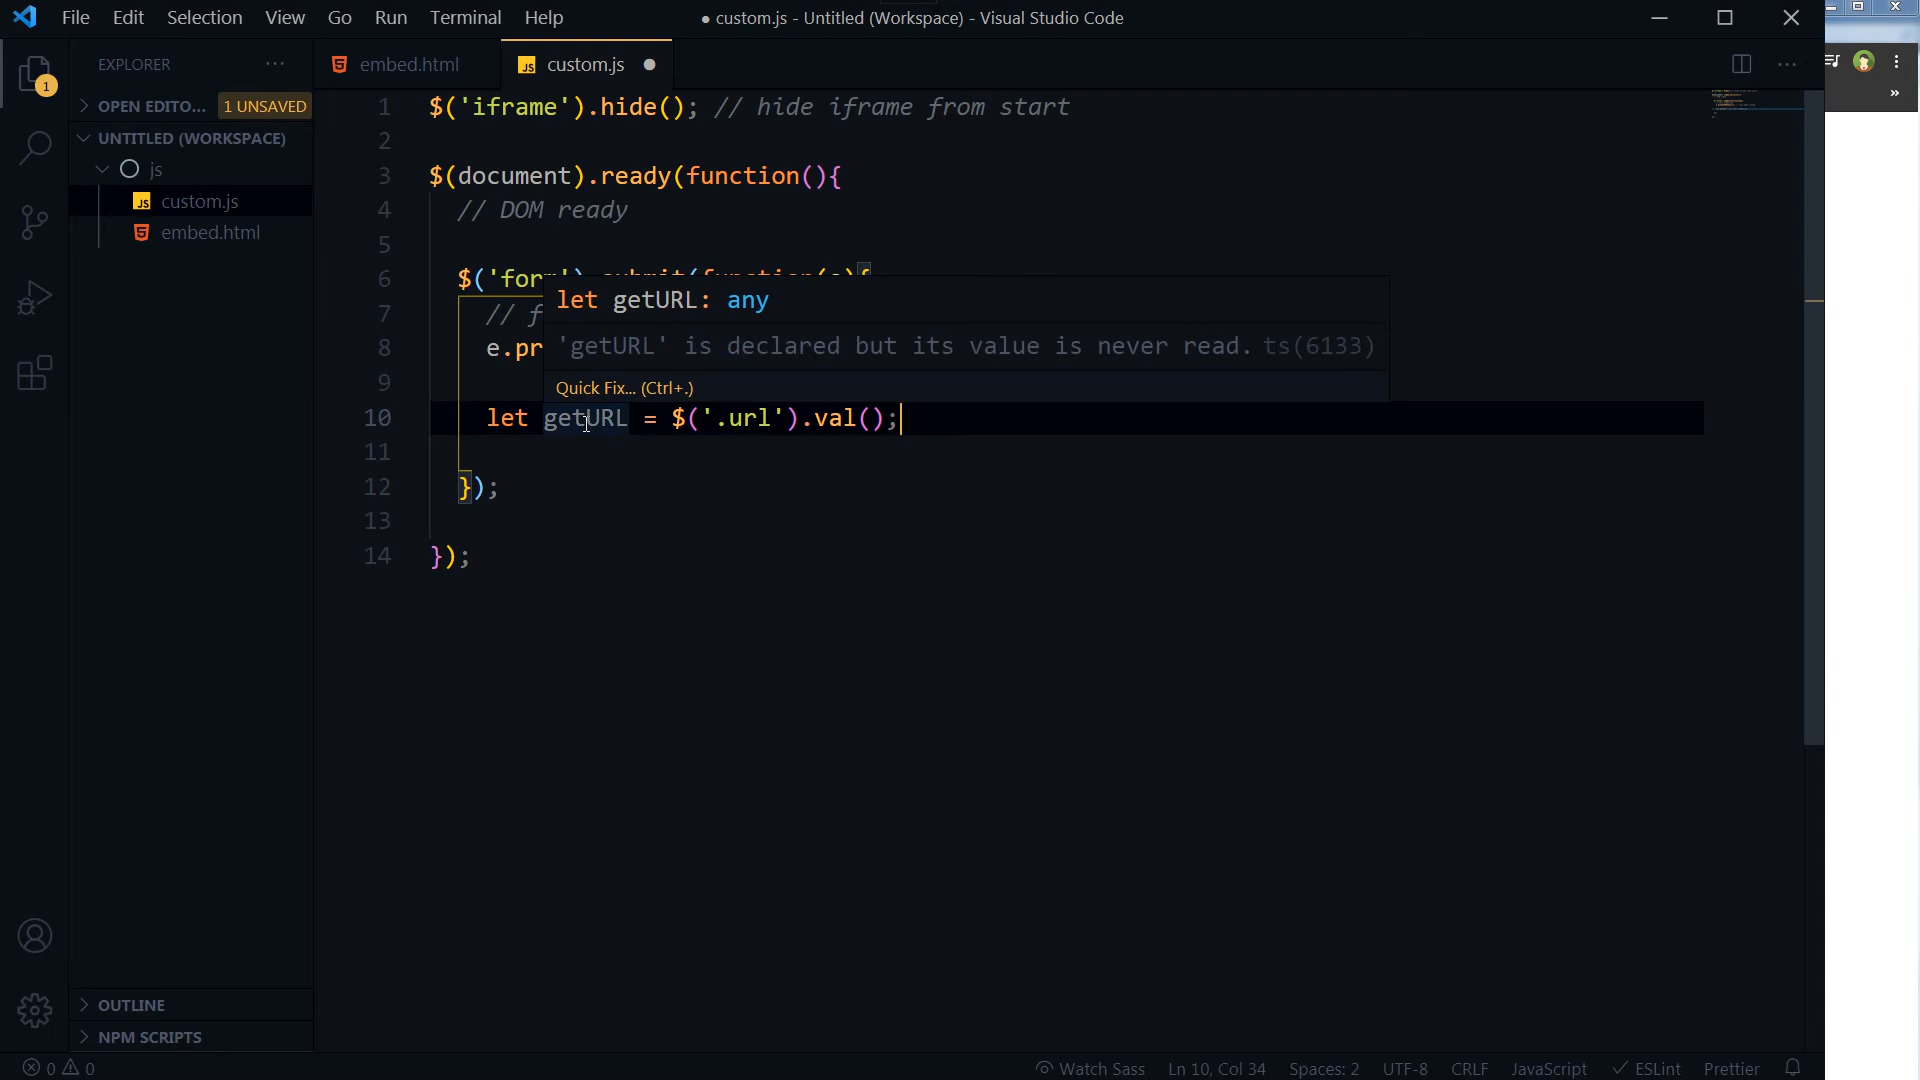 File Edit Selection View Go Run Terminal Help
● custom.js - Untitled (Workspace) - Visual Studio Code
1
EXPLORER
OPEN EDITO... 1 UNSAVED
UNTITLED (WORKSPACE)
js
JS custom.js
embed.html
OUTLINE
NPM SCRIPTS
embed.html
JS custom.js
1 $('iframe').hide(); // hide iframe from start
2
3 $(document).ready(function(){
4 // DOM ready
5
6 $('form').submit(function(e){
7 // f
8 e.pr
9
10 let getURL = $('.url').val();
11
12 });
13
14 });
let getURL: any
'getURL' is declared but its value is never read. ts(6133)
Quick Fix... (Ctrl+.)
0 0
Watch Sass Ln 10, Col 34 Spaces: 2 UTF-8 CRLF JavaScript ESLint Prettier